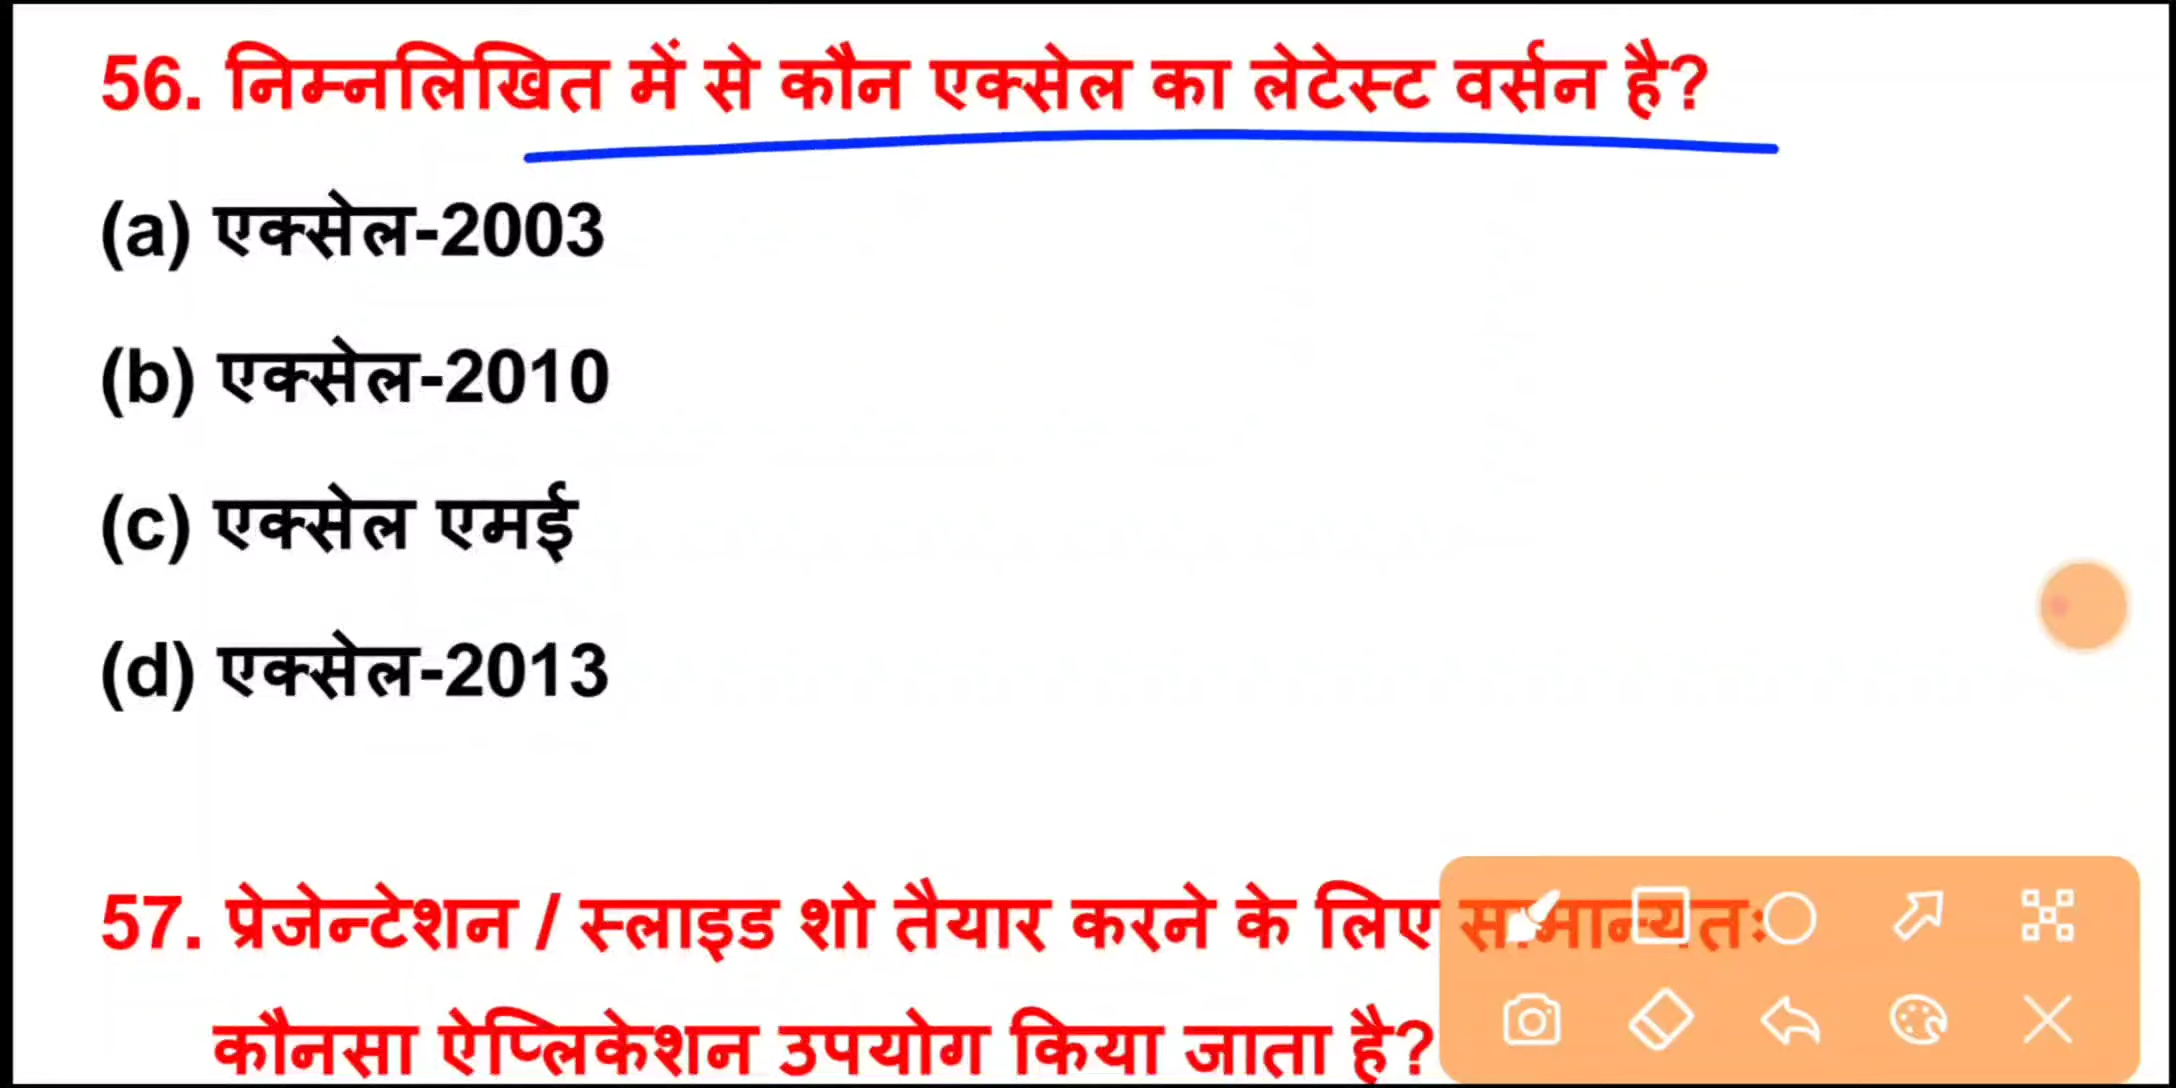 56. निम्नलिखित में से कौन एक्सेल का लेटेस्ट वर्सन है?
(a) एक्सेल-2003
(b) एक्सेल-2010
(c) एक्सेल एमई
(d) एक्सेल-2013
57. प्रेजेन्टेशन / स्लाइड शो तैयार करने के लिए सामान्यतः
कौनसा ऐप्लिकेशन उपयोग किया जाता है?